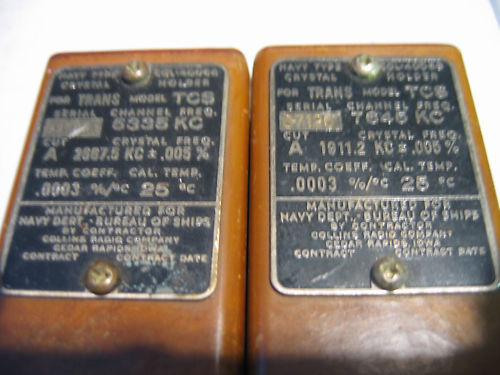 NAVY TYPE
CRYSTAL HOLDER
FOR TRANS MODEL TCS
SERIAL CHANNEL FREQ.
5335 KC
CUT CRYSTAL FREQ.
A 2667.5 KC ± .005 %
TEMP. COEFF. CAL. TEMP.
.0003 %/°C 25 °C
MANUFACTURED FOR
NAVY DEPT. - BUREAU OF SHIPS
BY CONTRACTOR
COLLINS RADIO COMPANY
CEDAR RAPIDS, IOWA
CONTRACT CONTRACT DATE
NAVY TYPE
CRYSTAL HOLDER
FOR TRANS MODEL TCS
SERIAL CHANNEL FREQ.
7645 KC
CUT CRYSTAL FREQ.
A 1911.2 KC ± .005 %
TEMP. COEFF. CAL. TEMP.
.0003 %/°C 25 °C
MANUFACTURED FOR
NAVY DEPT. - BUREAU OF SHIPS
BY CONTRACTOR
COLLINS RADIO COMPANY
CEDAR RAPIDS, IOWA
CONTRACT CONTRACT DATE